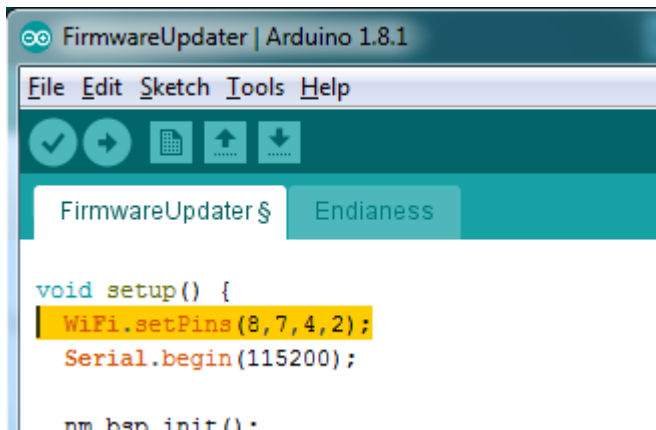 FirmwareUpdater | Arduino 1.8.1
File Edit Sketch Tools Help
FirmwareUpdater § Endianess
void setup() {
WiFi.setPins(8,7,4,2);
Serial.begin(115200);
nm_bsp_init();